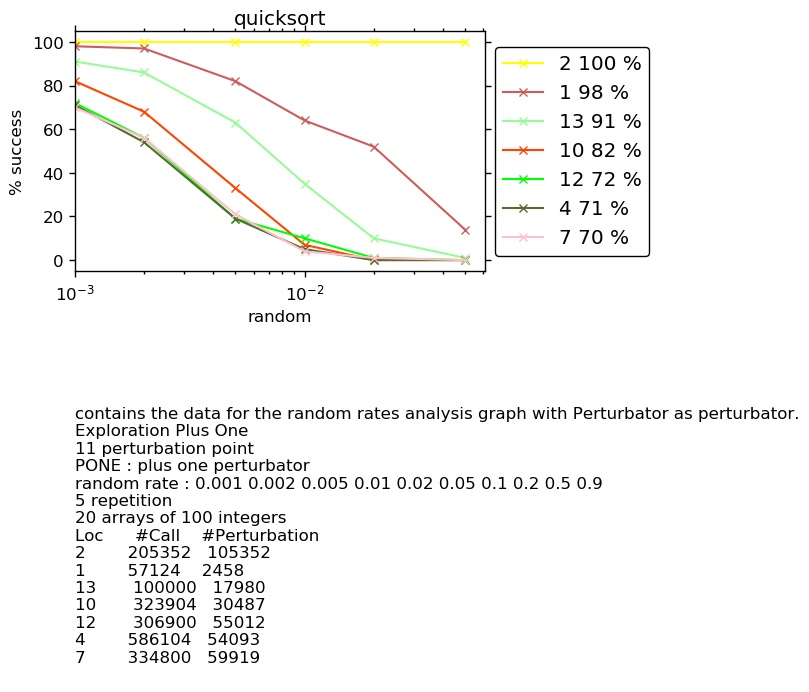 quicksort
100
80
60
40
20
0
% success
10^-3
10^-2
random
2 100 %
1 98 %
13 91 %
10 82 %
12 72 %
4 71 %
7 70 %
contains the data for the random rates analysis graph with Perturbator as perturbator.
Exploration Plus One
11 perturbation point
PONE : plus one perturbator
random rate : 0.001 0.002 0.005 0.01 0.02 0.05 0.1 0.2 0.5 0.9
5 repetition
20 arrays of 100 integers
Loc #Call #Perturbation
2 205352 105352
1 57124 2458
13 100000 17980
10 323904 30487
12 306900 55012
4 586104 54093
7 334800 59919